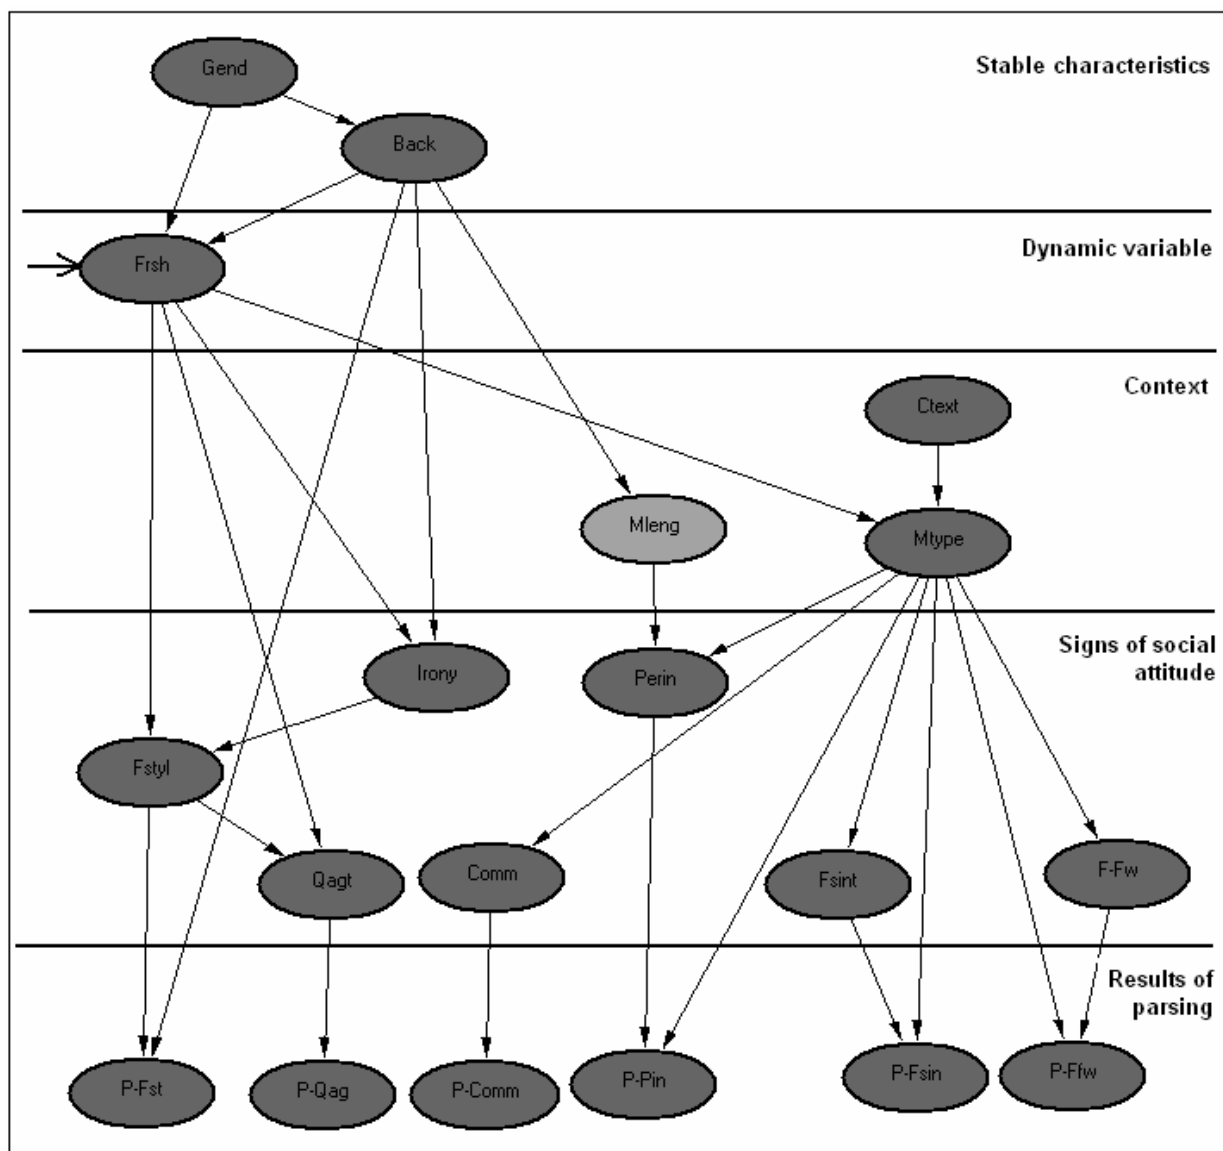 Gend
Stable characteristics
Back
Dynamic variable
Frsh
Context
Ctext
Mleng
Mtype
Signs of social
attitude
Irony
Perin
Fstyl
Qagt
Comm
Fsint
F-Fw
Results of
parsing
P-Fst
P-Qag
P-Comm
P-Pin
P-Fsin
P-Ffw